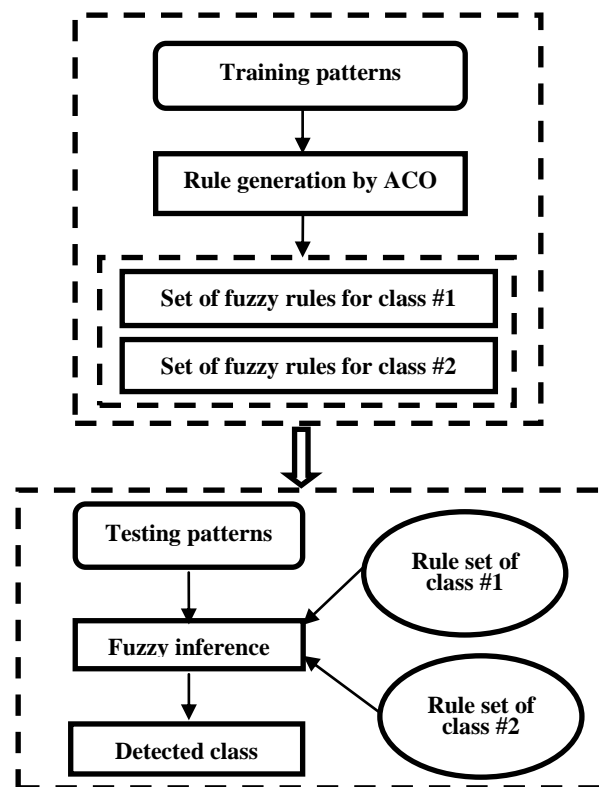 Training patterns
Rule generation by ACO
Set of fuzzy rules for class #1
Set of fuzzy rules for class #2
Testing patterns
Rule set of
class #1
Fuzzy inference
Rule set of
class #2
Detected class